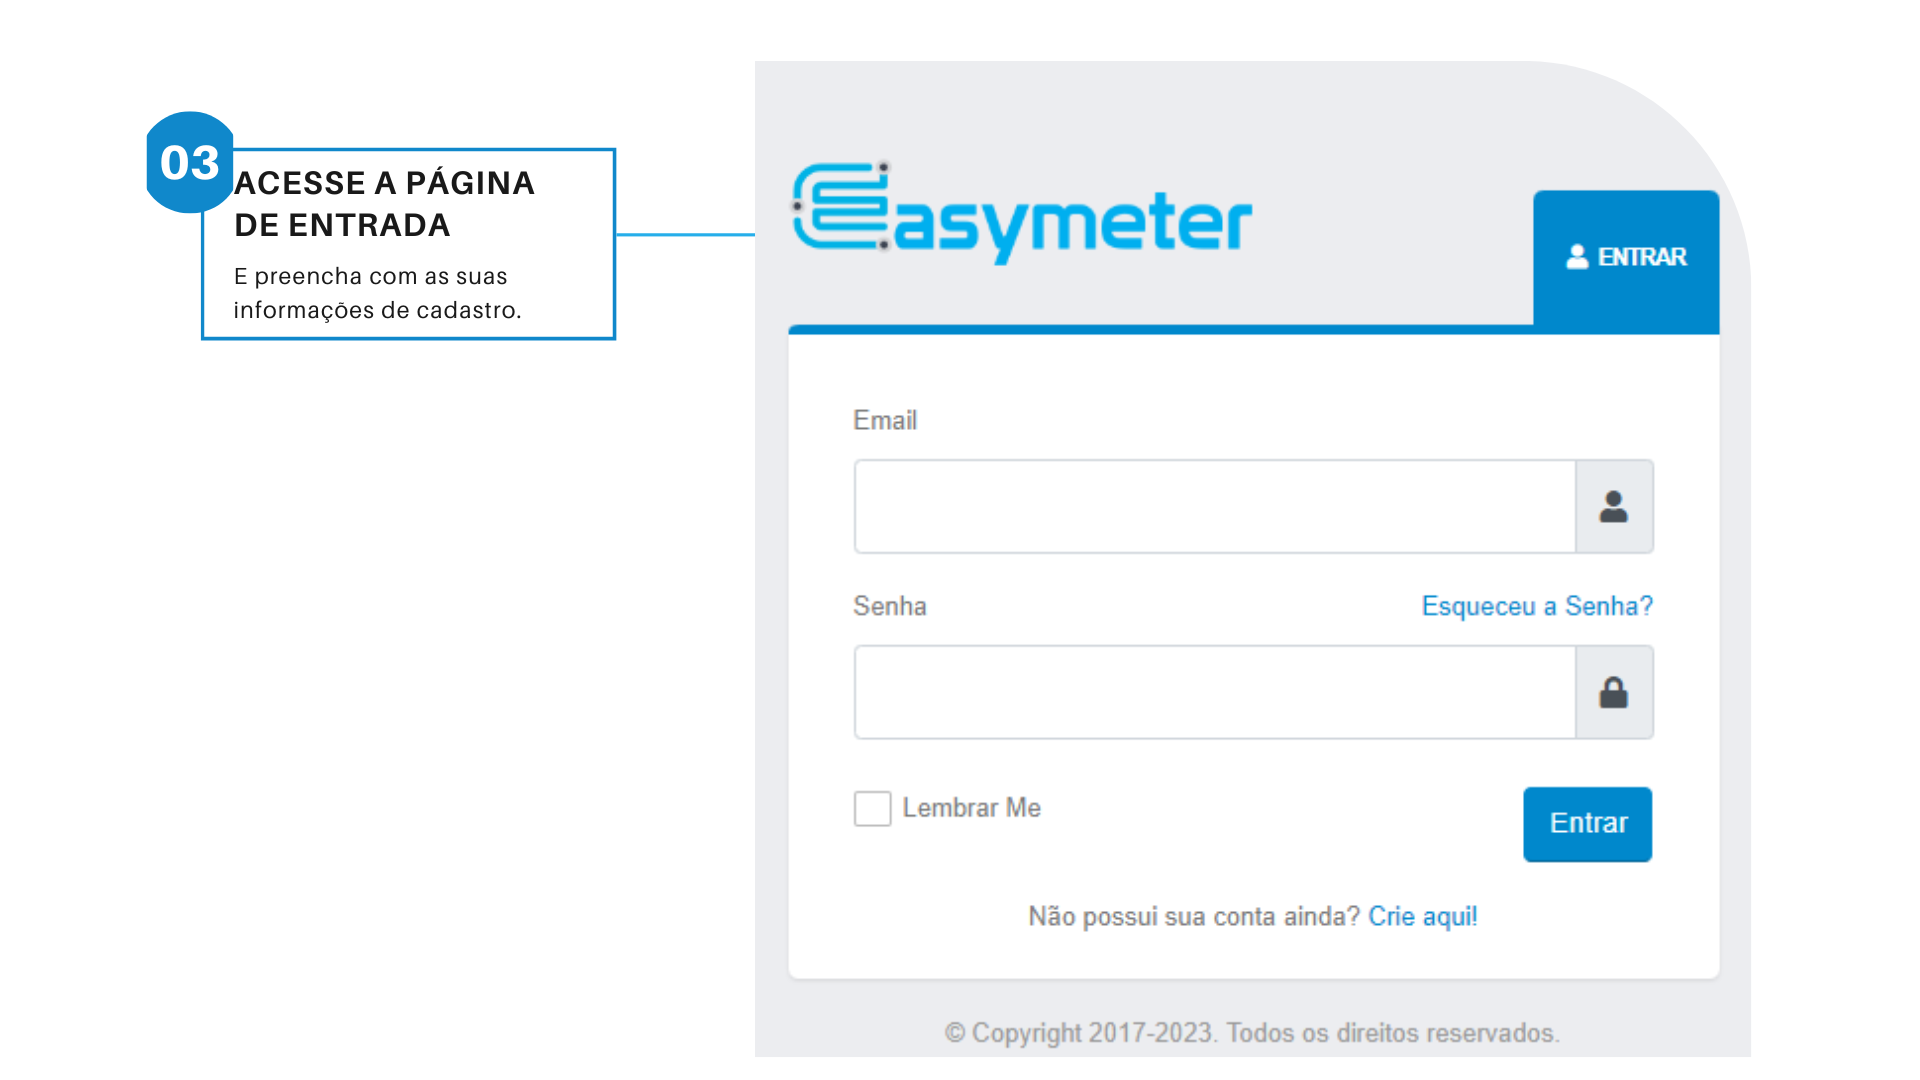 03
ACESSE A PÁGINA
DE ENTRADA
E preencha com as suas
informações de cadastro.
Easymeter
ENTRAR
Email
Senha
Esqueceu a Senha?
Lembrar Me
Entrar
Não possui sua conta ainda? Crie aqui!
© Copyright 2017-2023. Todos os direitos reservados.